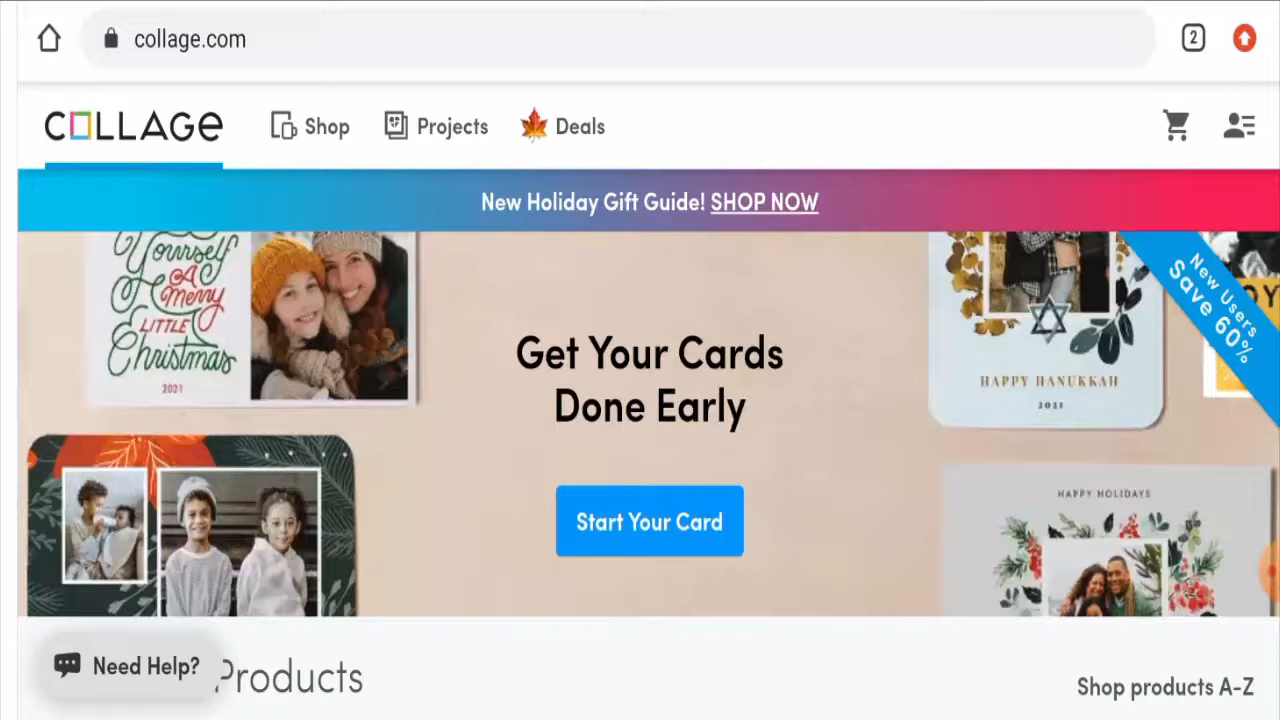 collage.com
2
COLLAGE
Shop
Projects
Deals
New Holiday Gift Guide! SHOP NOW
Yourself
A
Merry
LITTLE
Christmas
2021
Get Your Cards
Done Early
Start Your Card
HAPPY HANUKKAH
2021
New Users
Save 60%
OY
HAPPY HOLIDAYS
Need Help?
Products
Shop products A-Z